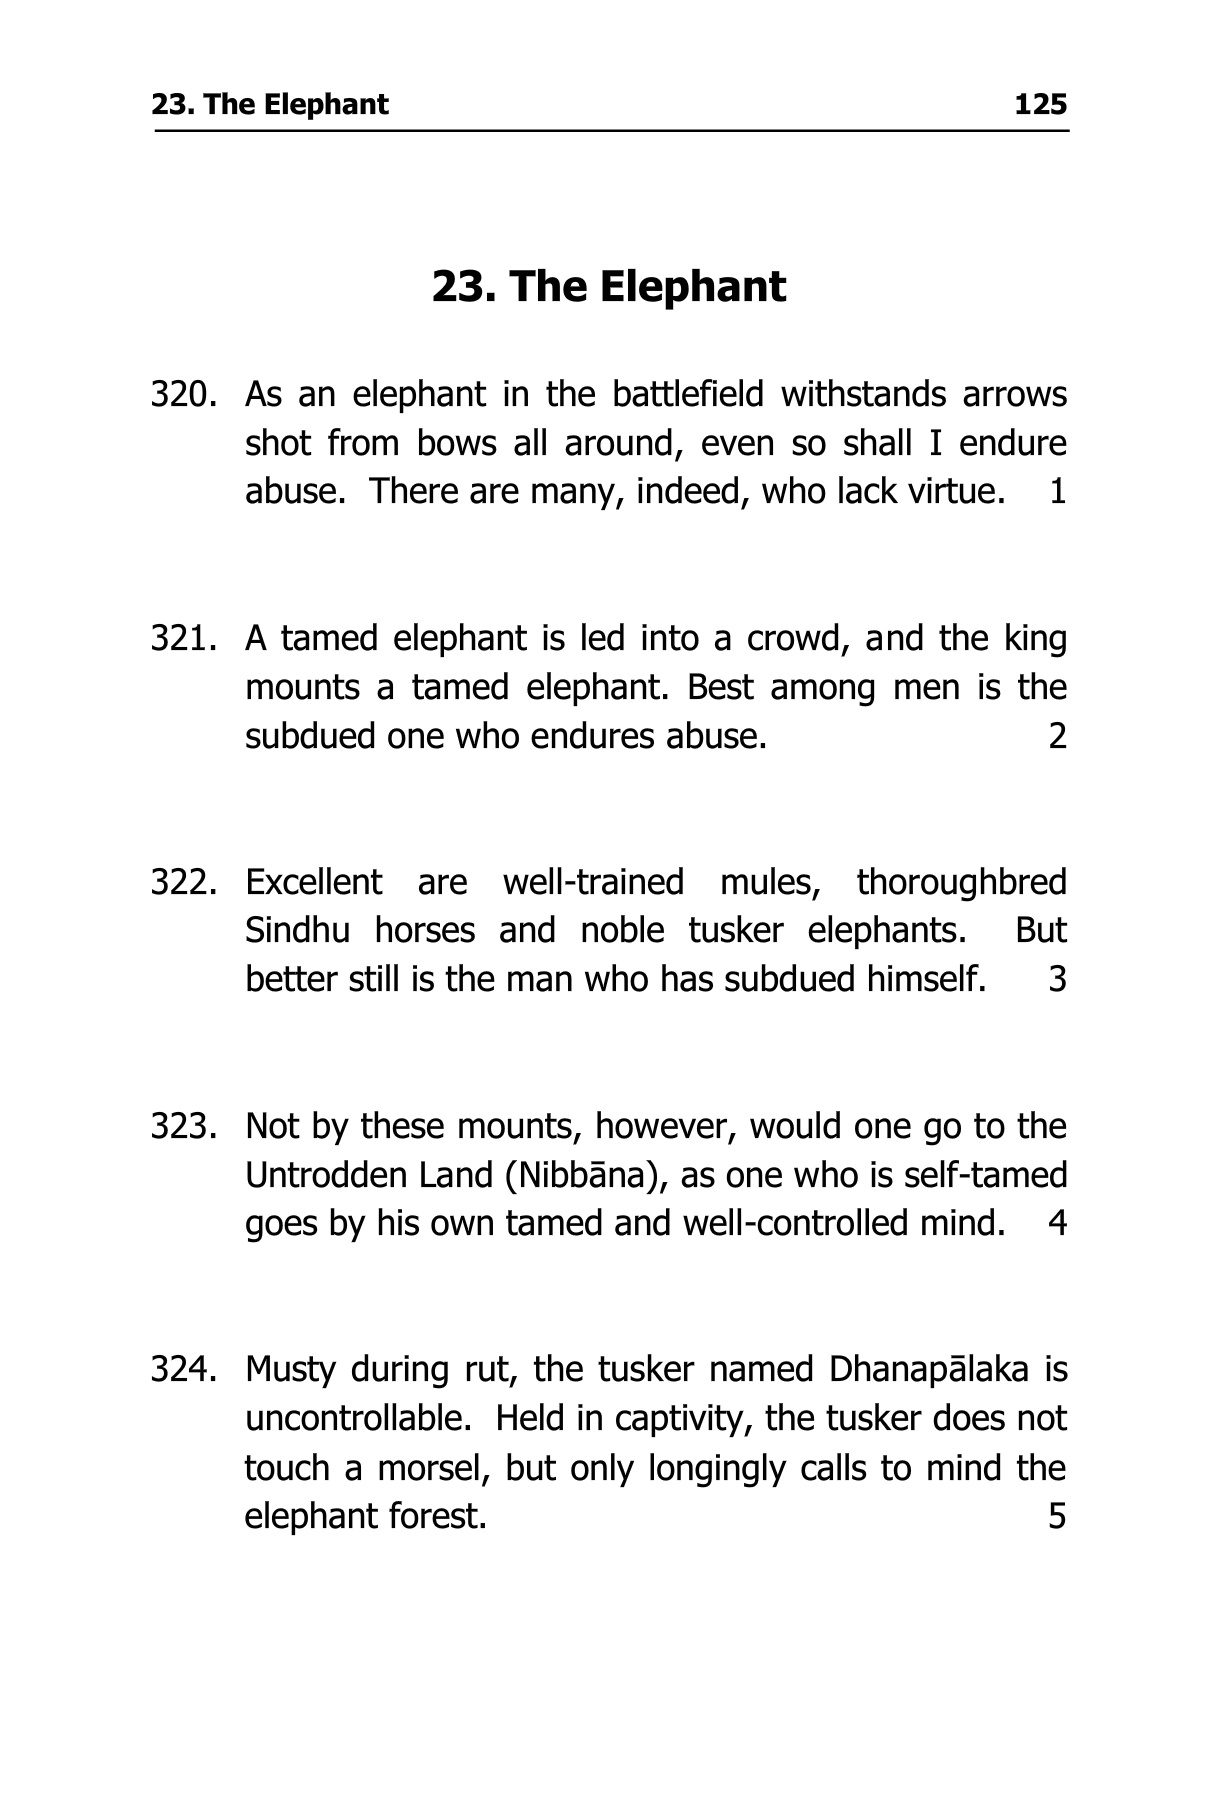 23. The Elephant 125
23. The Elephant
320. As an elephant in the battlefield withstands arrows
shot from bows all around, even so shall I endure
abuse.  There are many, indeed, who lack virtue. 1
321. A tamed elephant is led into a crowd, and the king
mounts a tamed elephant. Best among men is the
subdued one who endures abuse. 2
322. Excellent are well-trained mules, thoroughbred
Sindhu horses and noble tusker elephants.  But
better still is the man who has subdued himself. 3
323. Not by these mounts, however, would one go to the
Untrodden Land (Nibbāna), as one who is self-tamed
goes by his own tamed and well-controlled mind. 4
324. Musty during rut, the tusker named Dhanapālaka is
uncontrollable.  Held in captivity, the tusker does not
touch a morsel, but only longingly calls to mind the
elephant forest. 5